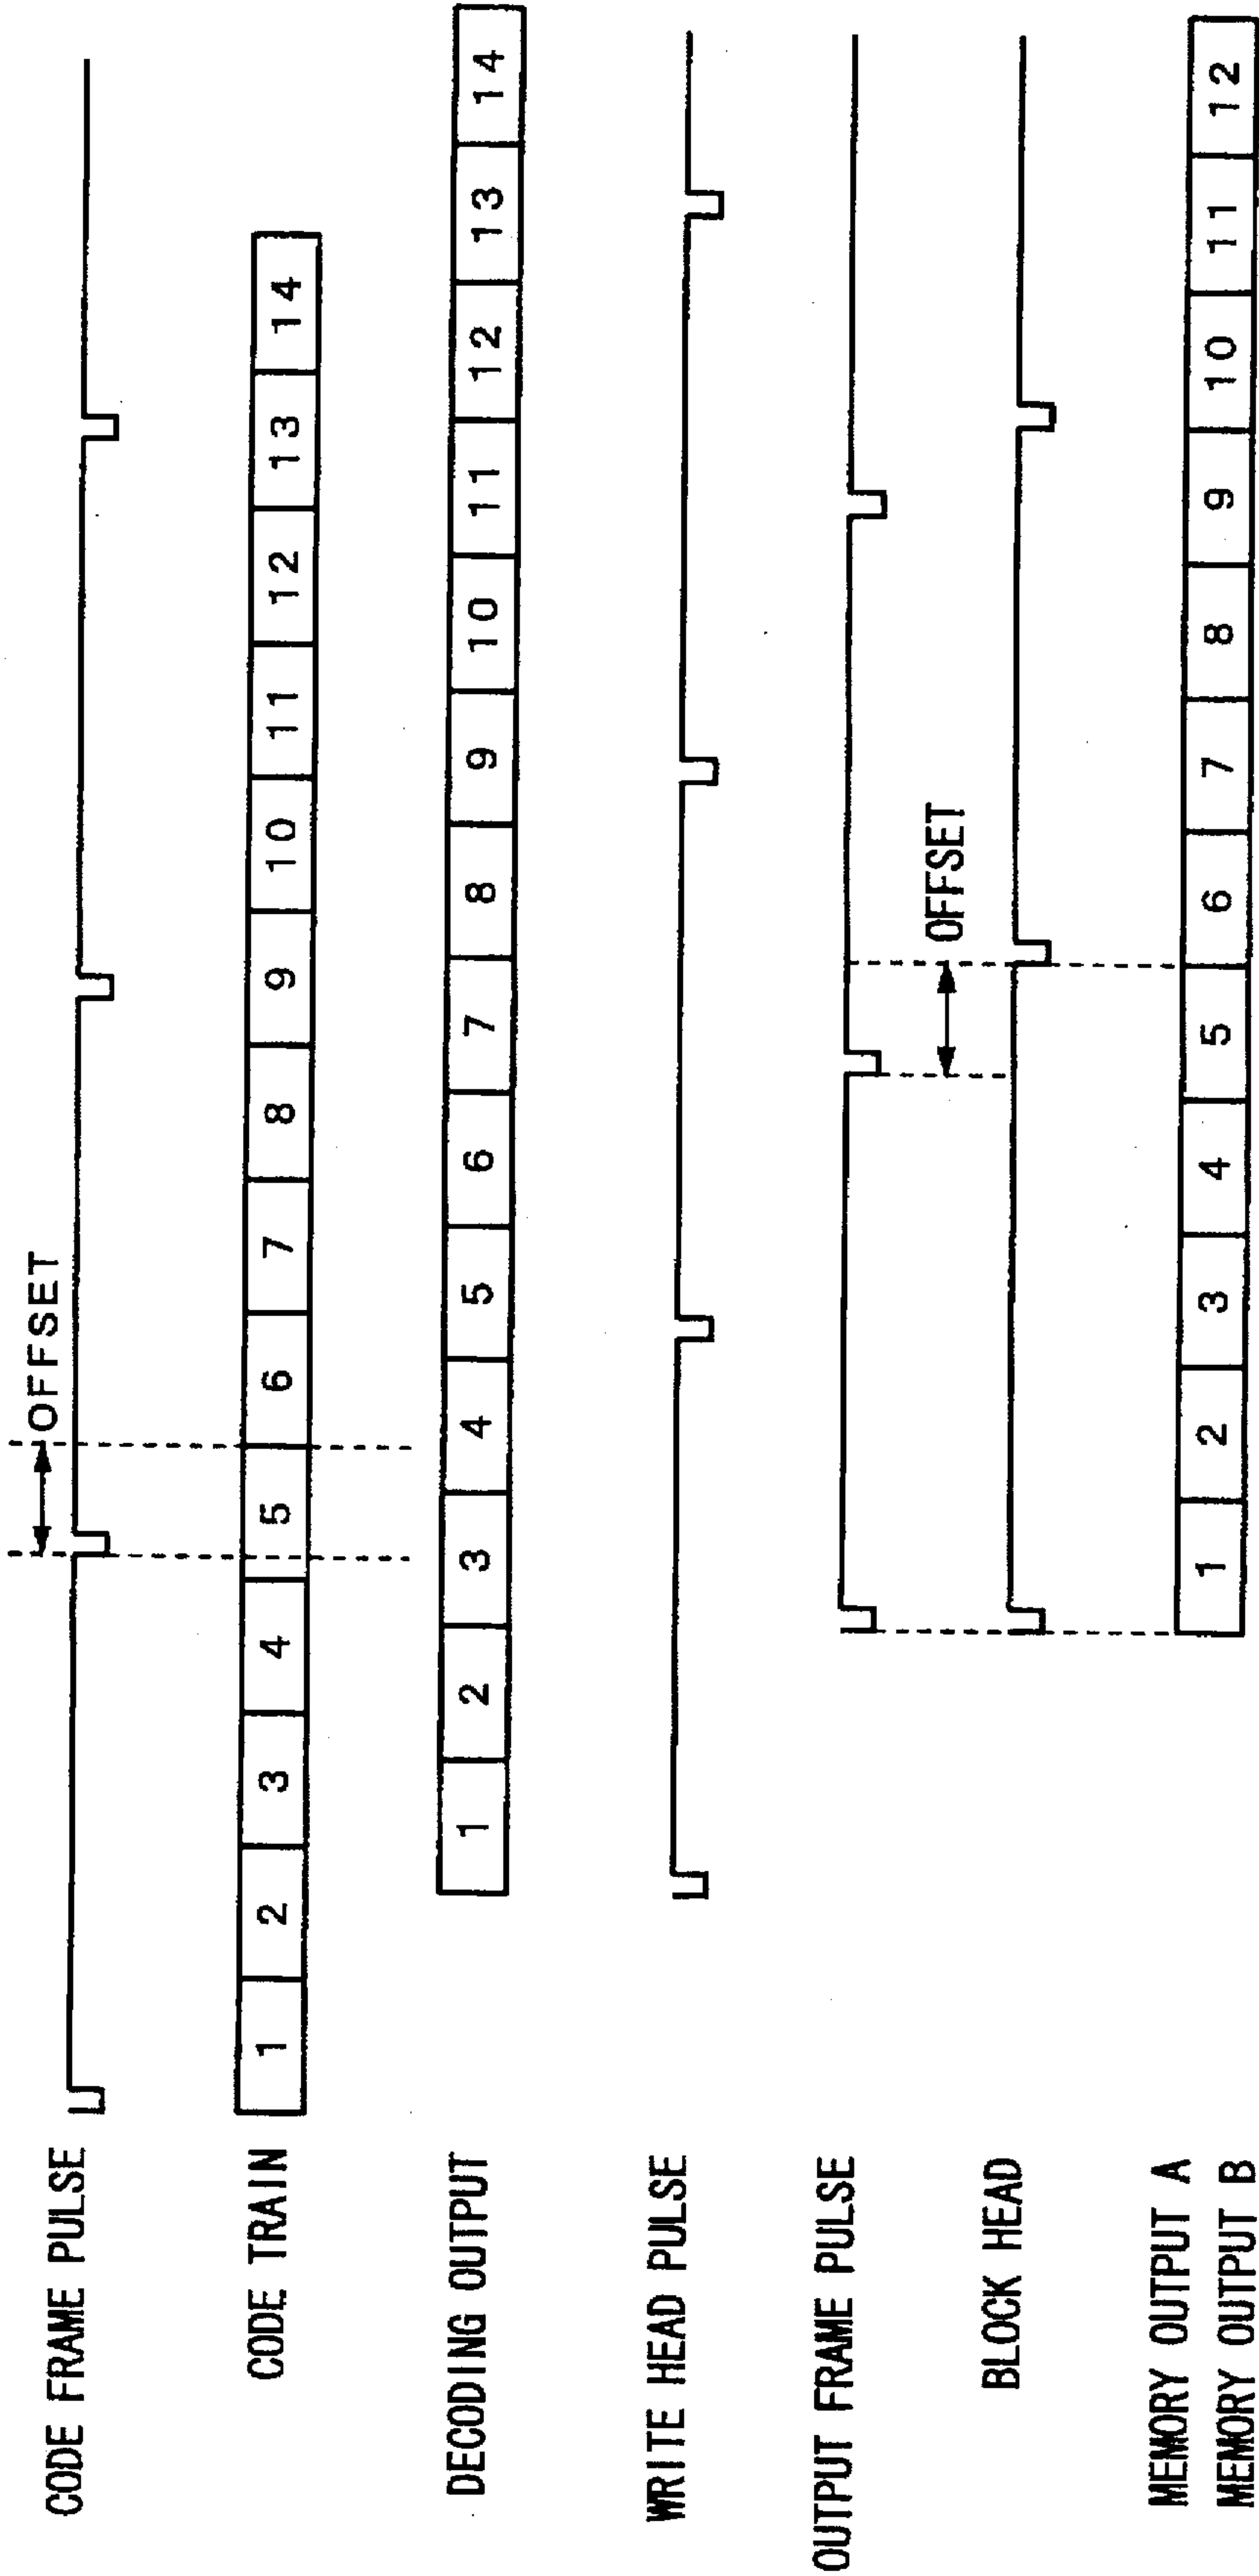 OFFSET
CODE FRAME PULSE
CODE TRAIN 1 2 3 4 5 6 7 8 9 10 11 12 13 14
DECODING OUTPUT 1 2 3 4 5 6 7 8 9 10 11 12 13 14
WRITE HEAD PULSE
OUTPUT FRAME PULSE
OFFSET
BLOCK HEAD
MEMORY OUTPUT A 1 2 3 4 5 6 7 8 9 10 11 12
MEMORY OUTPUT B